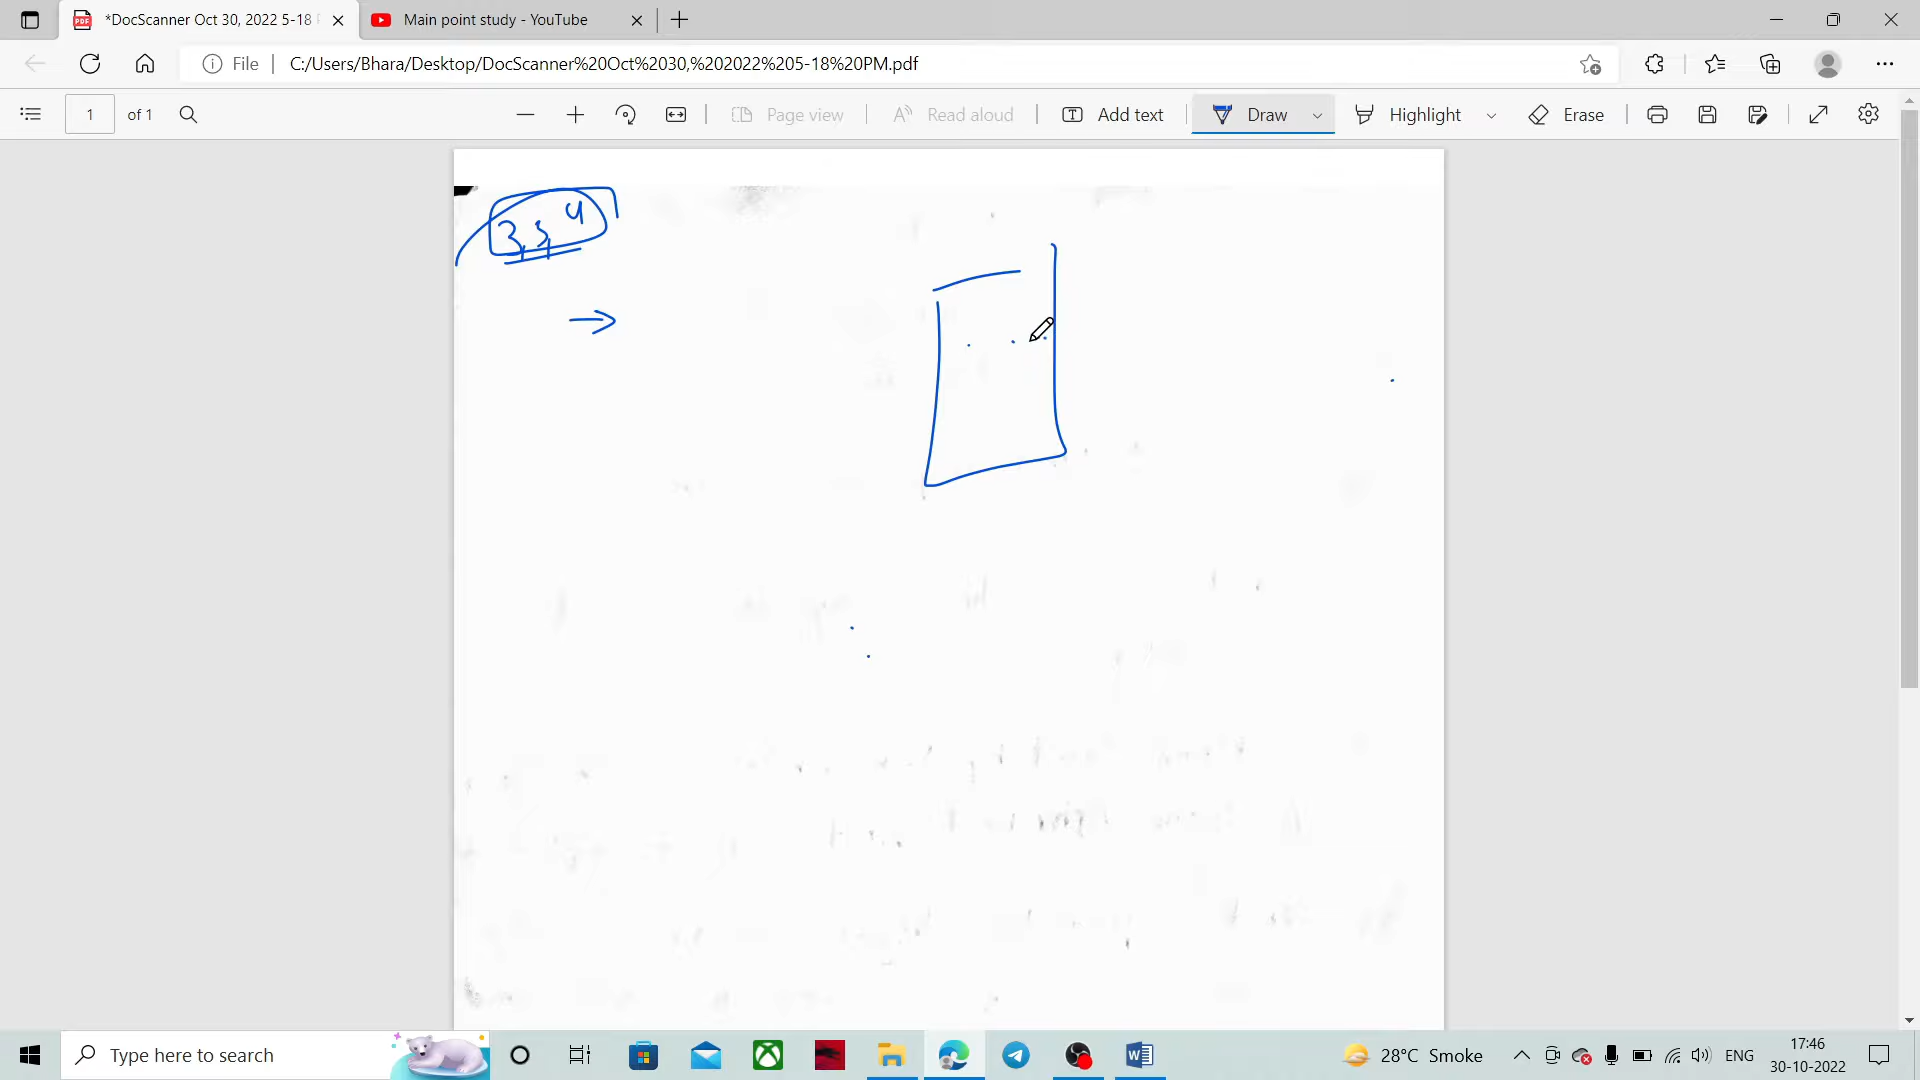 *DocScanner Oct 30, 2022 5-18
Main point study - YouTube
File
C:/Users/Bhara/Desktop/DocScanner%20Oct%2030,%202022%205-18%20PM.pdf
1 of 1
Page view
Read aloud
Add text
Draw
Highlight
Erase
3, 5, 4
→
Type here to search
28°C Smoke
ENG
17:46
30-10-2022